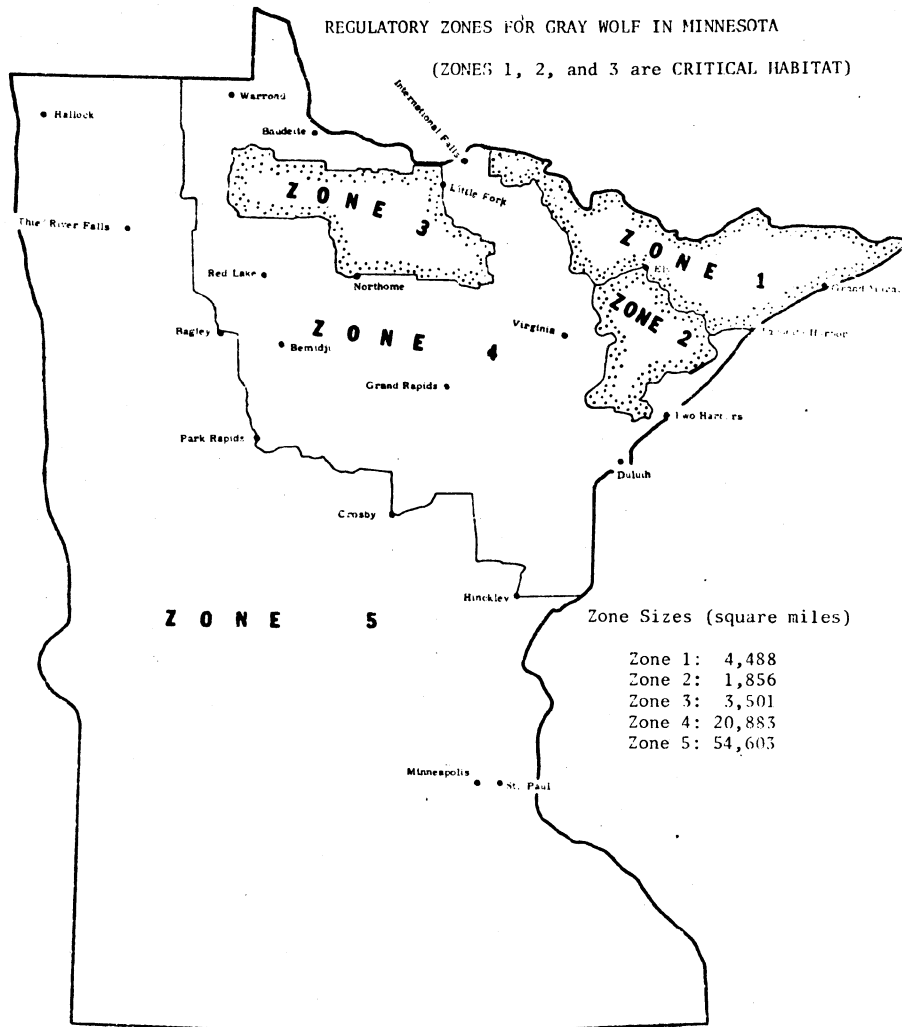 REGULATORY ZONES FOR GRAY WOLF IN MINNESOTA
(ZONES 1, 2, and 3 are CRITICAL HABITAT)
Warroad
Hallock
International Falls
Baudette
Little Fork
ZONE 3
Thief River Falls
ZONE 1
Red Lake
Northome
Grand
ZONE 2
Virginia
Harbor
Bagley
ZONE 4
Bemidji
Grand Rapids
Two Harbors
Park Rapids
Duluth
Crosby
Hinckley
ZONE 5
Zone Sizes (square miles)
Zone 1: 4,488
Zone 2: 1,856
Zone 3: 3,501
Zone 4: 20,883
Zone 5: 54,603
Minneapolis
St. Paul